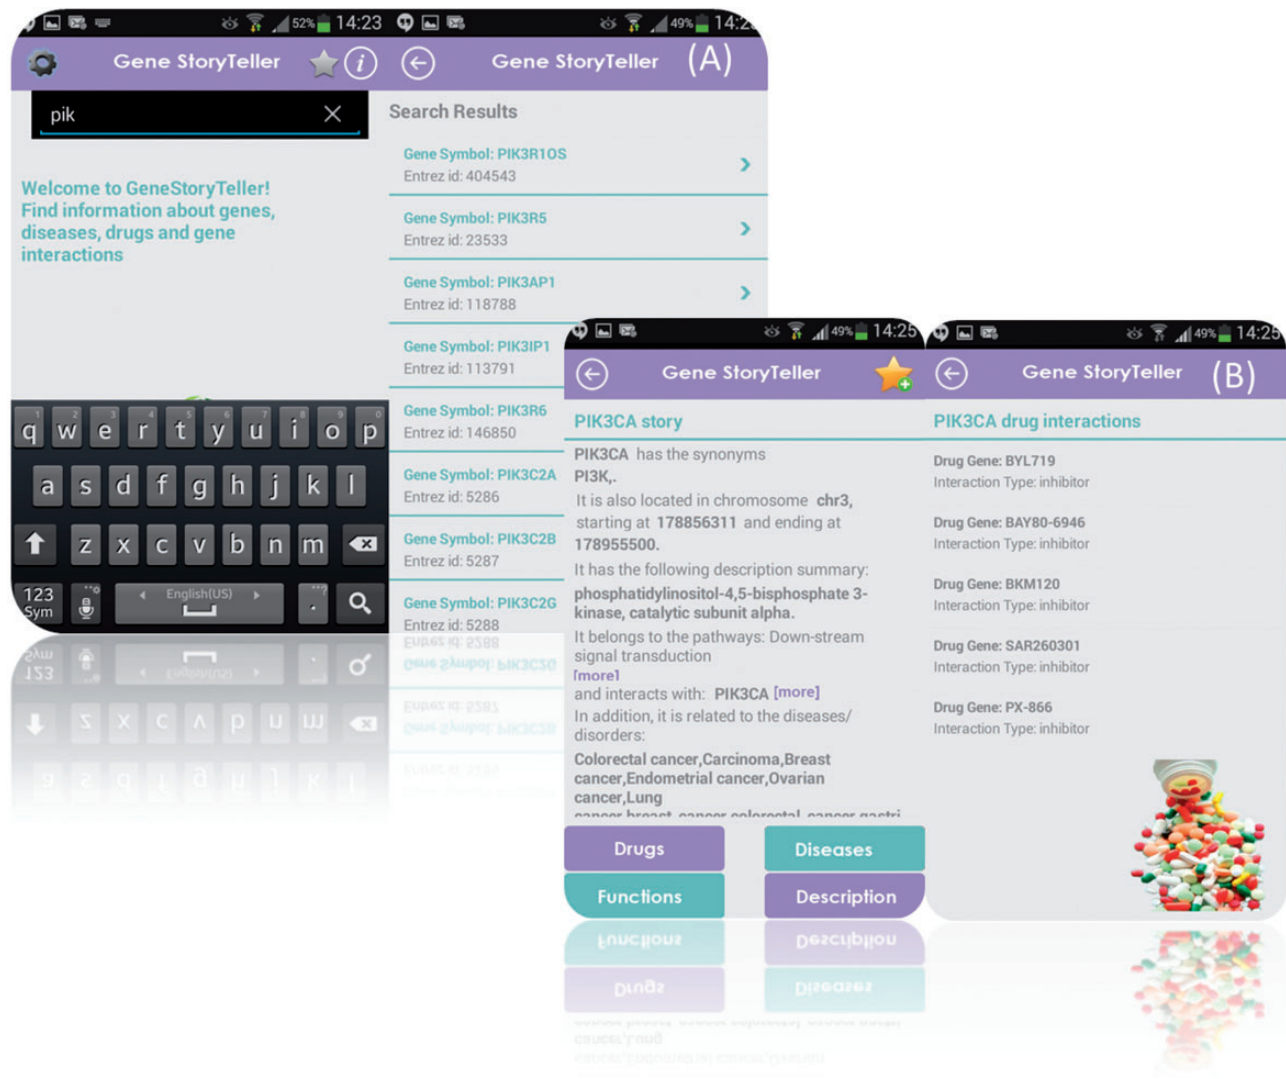 52% 14:23
Gene StoryTeller
pik
Welcome to GeneStoryTeller!
Find information about genes,
diseases, drugs and gene
interactions
q w e r t y u i o p
a s d f g h j k l
z x c v b n m
123
Sym
English(US)
.
49%
Gene StoryTeller (A)
Search Results
Gene Symbol: PIK3R1OS
Entrez id: 404543
Gene Symbol: PIK3R5
Entrez id: 23533
Gene Symbol: PIK3AP1
Entrez id: 118788
Gene Symbol: PIK3IP1
Entrez id: 113791
Gene Symbol: PIK3R6
Entrez id: 146850
Gene Symbol: PIK3C2A
Entrez id: 5286
Gene Symbol: PIK3C2B
Entrez id: 5287
Gene Symbol: PIK3C2G
Entrez id: 5288
49% 14:25
Gene StoryTeller
PIK3CA story
PIK3CA has the synonyms
PI3K,.
It is also located in chromosome chr3,
starting at 178856311 and ending at
178955500.
It has the following description summary:
phosphatidylinositol-4,5-bisphosphate 3-
kinase, catalytic subunit alpha.
It belongs to the pathways: Down-stream
signal transduction
[more]
and interacts with: PIK3CA [more]
In addition, it is related to the diseases/
disorders:
Colorectal cancer,Carcinoma,Breast
cancer,Endometrial cancer,Ovarian
cancer,Lung
cancer,breast cancer,colorectal cancer,gastri
Drugs Diseases
Functions Description
49% 14:25
Gene StoryTeller (B)
PIK3CA drug interactions
Drug Gene: BYL719
Interaction Type: inhibitor
Drug Gene: BAY80-6946
Interaction Type: inhibitor
Drug Gene: BKM120
Interaction Type: inhibitor
Drug Gene: SAR260301
Interaction Type: inhibitor
Drug Gene: PX-866
Interaction Type: inhibitor